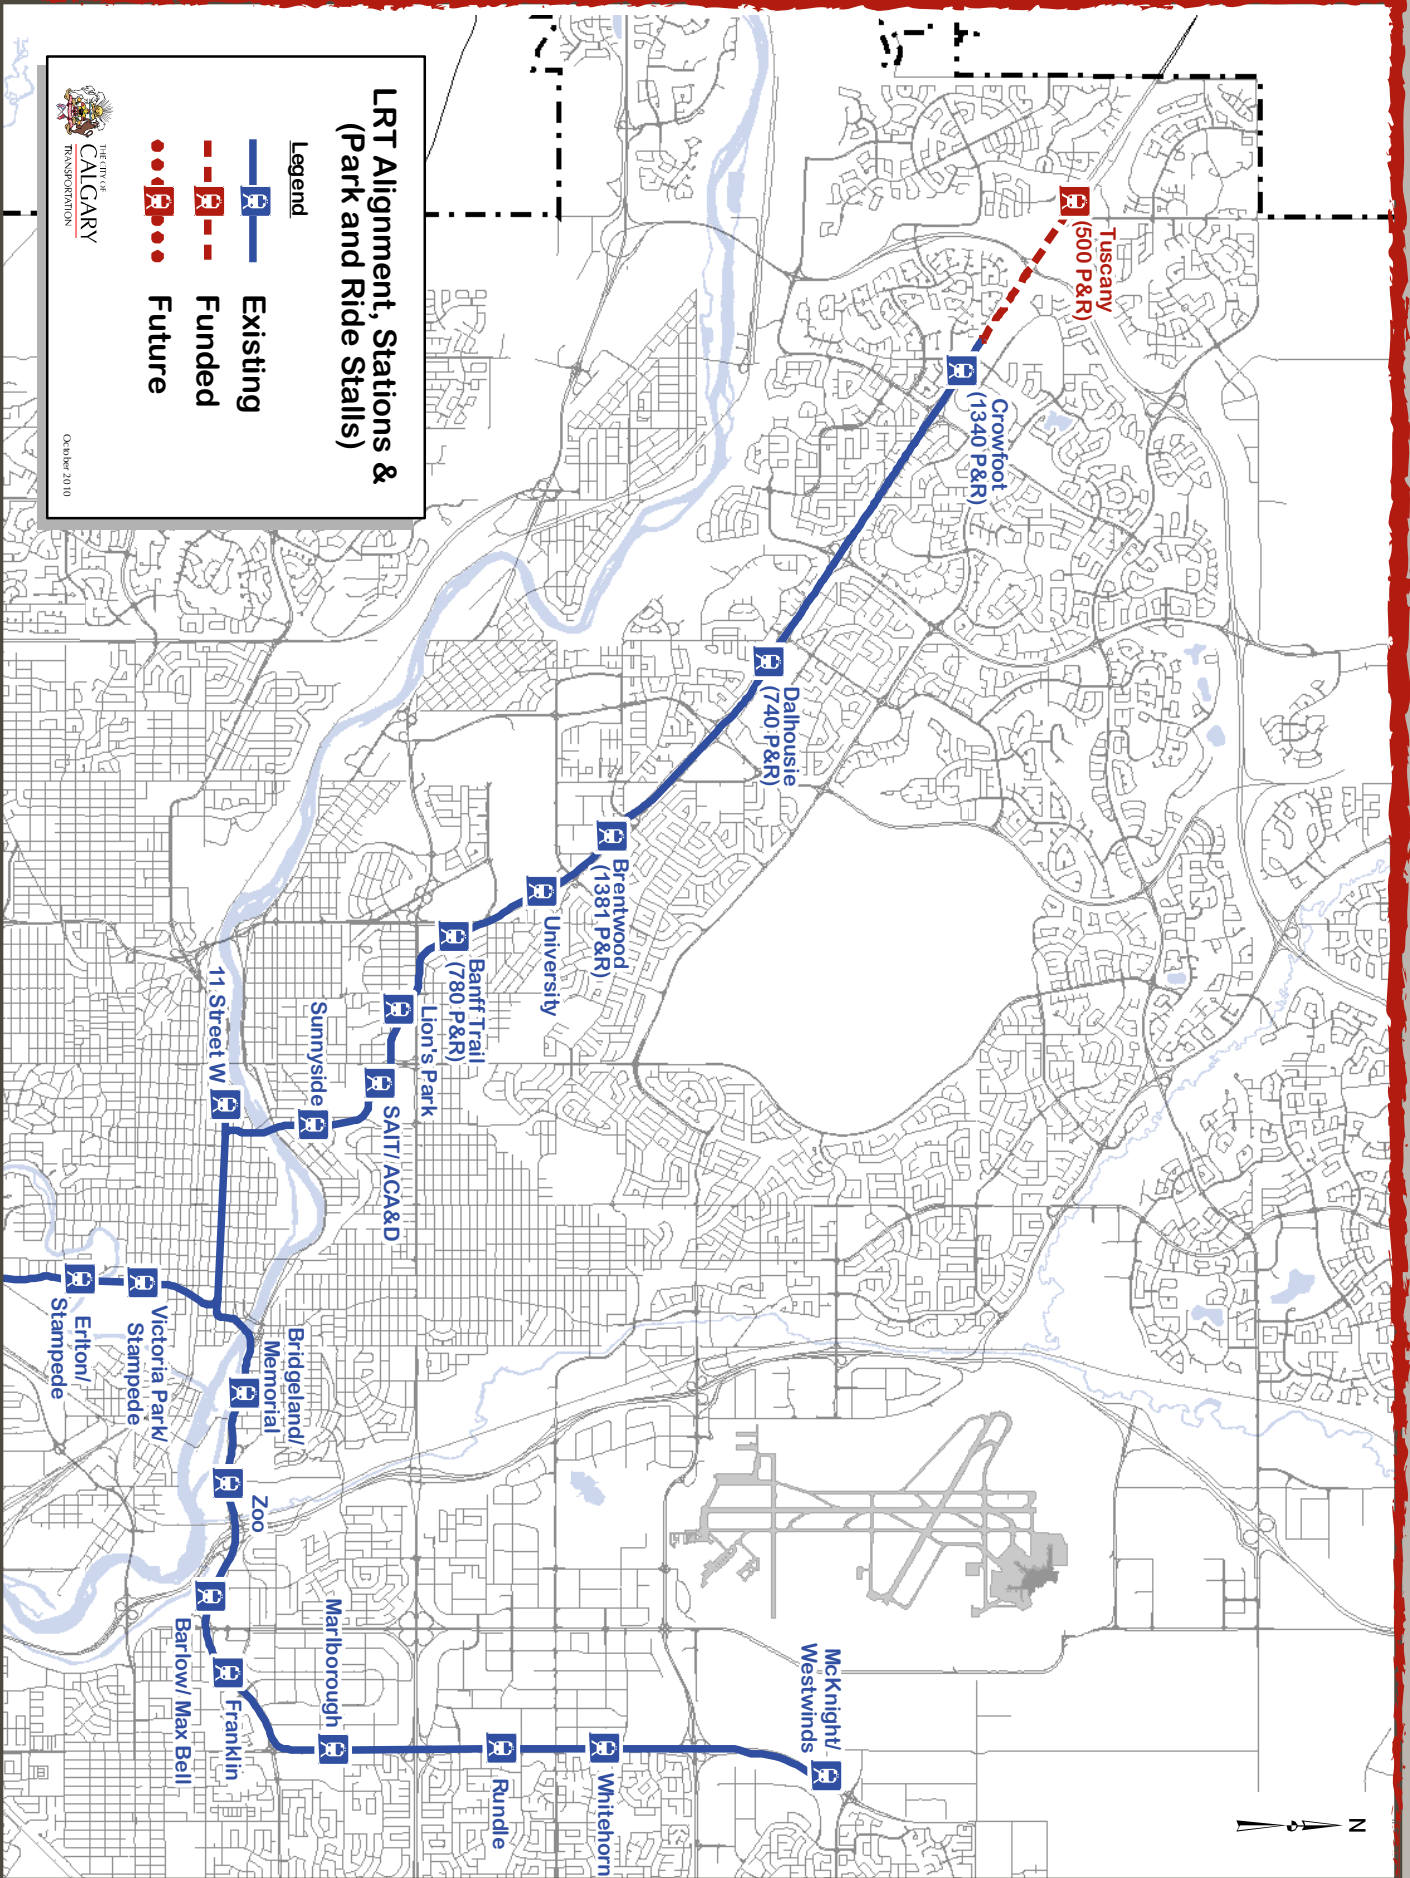 Tuscany
(500 P&R)
Crowfoot
(1340 P&R)
Dalhousie
(740 P&R)
Brentwood
(1381 P&R)
University
Banff Trail
(780 P&R)
Lion's Park
SAIT/ ACA&D
Sunnyside
11 Street W
Bridgeland/
Memorial
Zoo
Barlow/ Max Bell
Franklin
Marlborough
Rundle
Whitehorn
McKnight/
Westwinds
Victoria Park/
Stampede
Erlton/
Stampede
N
LRT Alignment, Stations &
(Park and Ride Stalls)
Legend
Existing
Funded
Future
THE CITY OF
CALGARY
TRANSPORTATION
October 2010